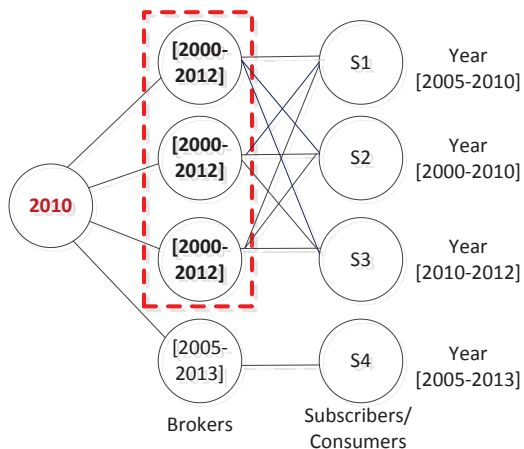 [2000-
2012]
S1
Year
[2005-2010]
[2000-
2012]
S2
Year
[2000-2010]
2010
[2000-
2012]
S3
Year
[2010-2012]
[2005-
2013]
S4
Year
[2005-2013]
Brokers
Subscribers/
Consumers